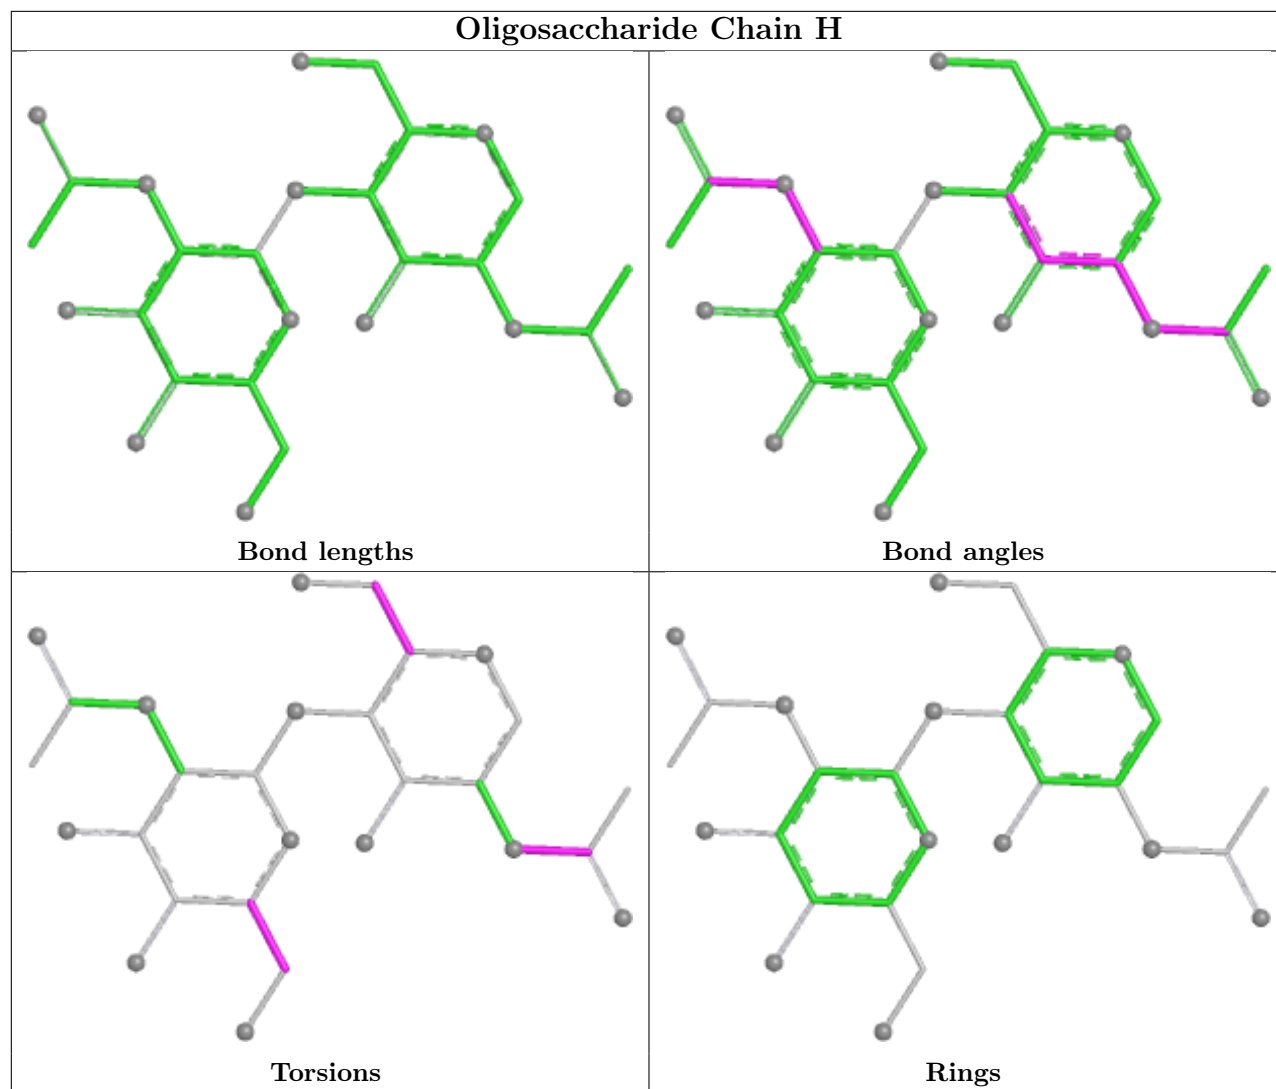 Oligosaccharide Chain H
Bond lengths
Bond angles
Torsions
Rings